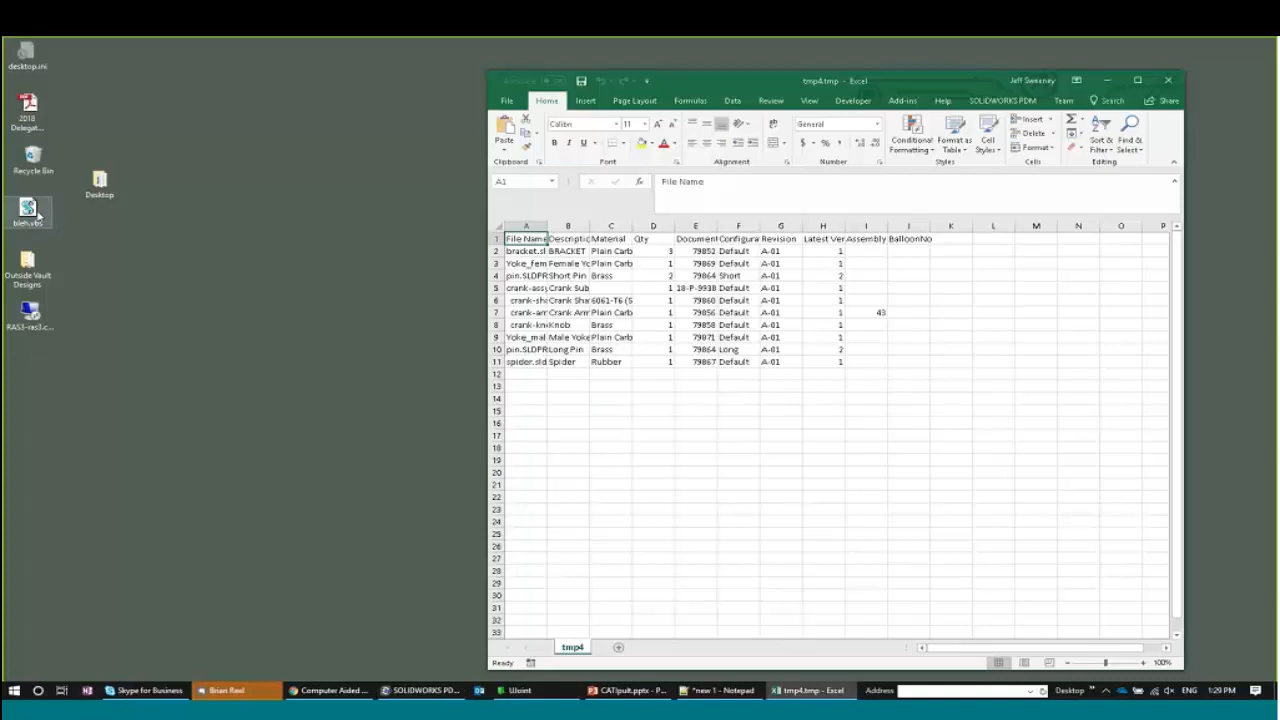 desktop.ini
2018
Delegat...
Recycle Bin
Desktop
bleh.vbs
Outside Vault
Designs
RAS3-ras3.c...
tmp4.tmp - Excel
Jeff Sweeney
File Home Insert Page Layout Formulas Data Review View Developer Add-ins Help SOLIDWORKS PDM Team Search Share
Paste
Calibri 11
B I U
General
$ % ,
Conditional
Formatting
Format as
Table
Cell
Styles
Insert
Delete
Format
Sort &
Filter
Find &
Select
Clipboard Font Alignment Number Styles Cells Editing
A1 fx File Name
A B C D E F G H I J K L M N O P
1 File Name Descriptic Material Qty Document Configura Revision Latest Ver Assembly BalloonNo
2 bracket.sl BRACKET Plain Carb 3 79852 Default A-01 1
3 Yoke_fem Female Yo Plain Carb 1 79869 Default A-01 1
4 pin.SLDPR Short Pin Brass 2 79864 Short A-01 2
5 crank-assy Crank Sub 1 18-P-9938 Default A-01 1
6 crank-sha Crank Sha 6061-T6 (S 1 79860 Default A-01 1
7 crank-arr Crank Arm Plain Carb 1 79856 Default A-01 1 43
8 crank-kn Knob Brass 1 79858 Default A-01 1
9 Yoke_mal Male Yoke Plain Carb 1 79871 Default A-01 1
10 pin.SLDPR Long Pin Brass 1 79864 Long A-01 2
11 spider.sld Spider Rubber 1 79867 Default A-01 1
12
13
14
15
16
17
18
19
20
21
22
23
24
25
26
27
28
29
30
31
32
33
tmp4
Ready 100%
Skype for Business Brian Reel Computer Aided ... SOLIDWORKS PDM... UJoint CATIpult.pptx - P... *new 1 - Notepad tmp4.tmp - Excel Address Desktop ENG 1:29 PM